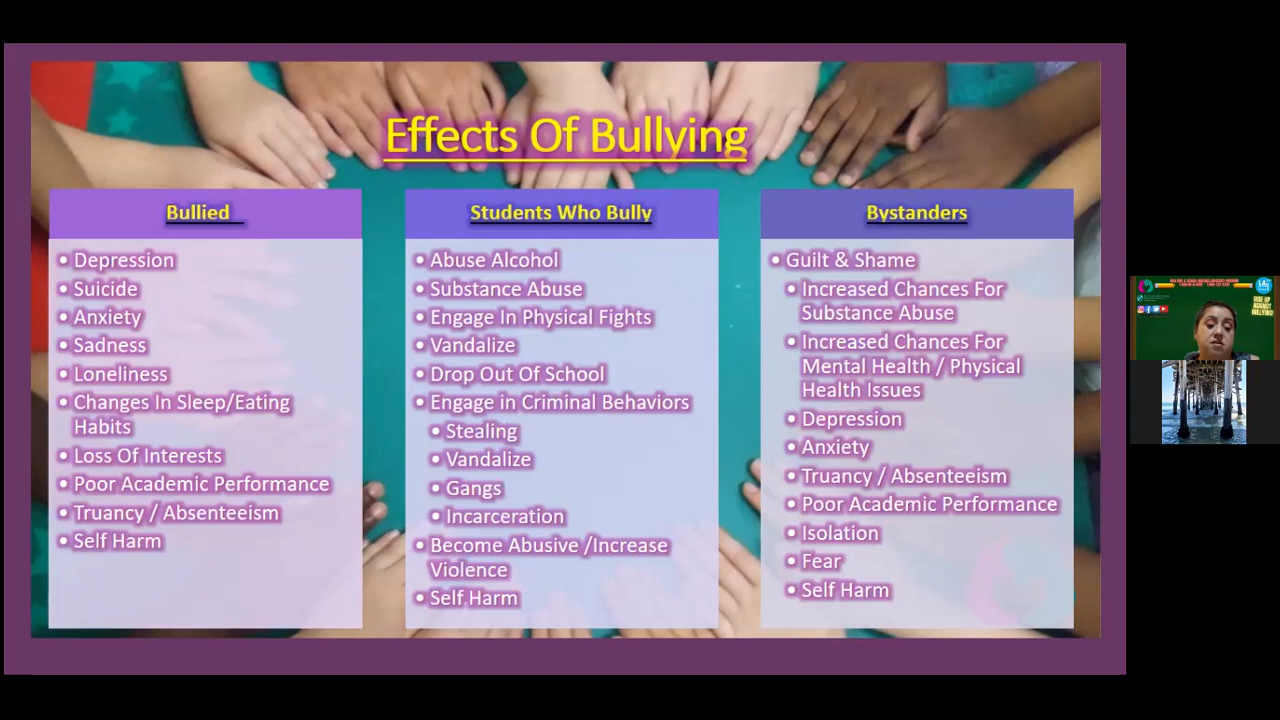 Effects Of Bullying
Bullied
• Depression
• Suicide
• Anxiety
• Sadness
• Loneliness
• Changes In Sleep/Eating
Habits
• Loss Of Interests
• Poor Academic Performance
• Truancy / Absenteeism
• Self Harm
Students Who Bully
• Abuse Alcohol
• Substance Abuse
• Engage In Physical Fights
• Vandalize
• Drop Out Of School
• Engage in Criminal Behaviors
• Stealing
• Vandalize
• Gangs
• Incarceration
• Become Abusive /Increase
Violence
• Self Harm
Bystanders
• Guilt & Shame
• Increased Chances For
Substance Abuse
• Increased Chances For
Mental Health / Physical
Health Issues
• Depression
• Anxiety
• Truancy / Absenteeism
• Poor Academic Performance
• Isolation
• Fear
• Self Harm
RISE UP
AGAINST
BULLYING!